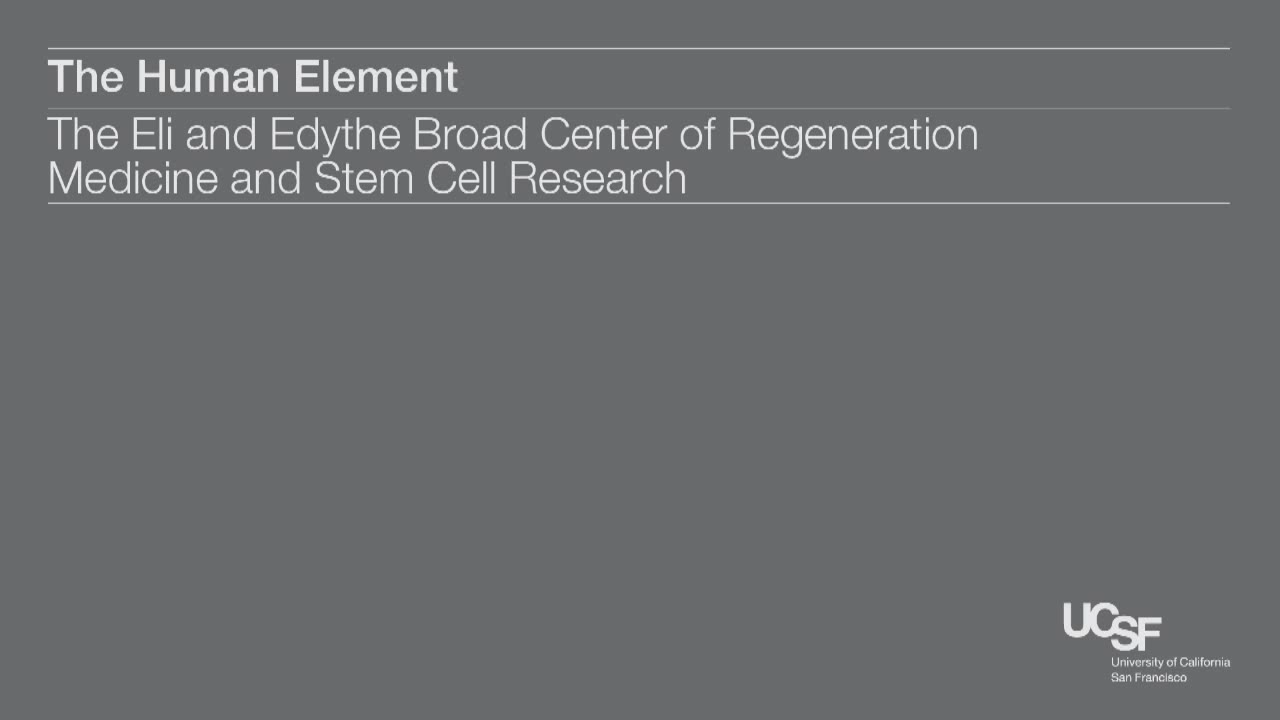 The Human Element
The Eli and Edythe Broad Center of Regeneration
Medicine and Stem Cell Research
UCSF
University of California
San Francisco